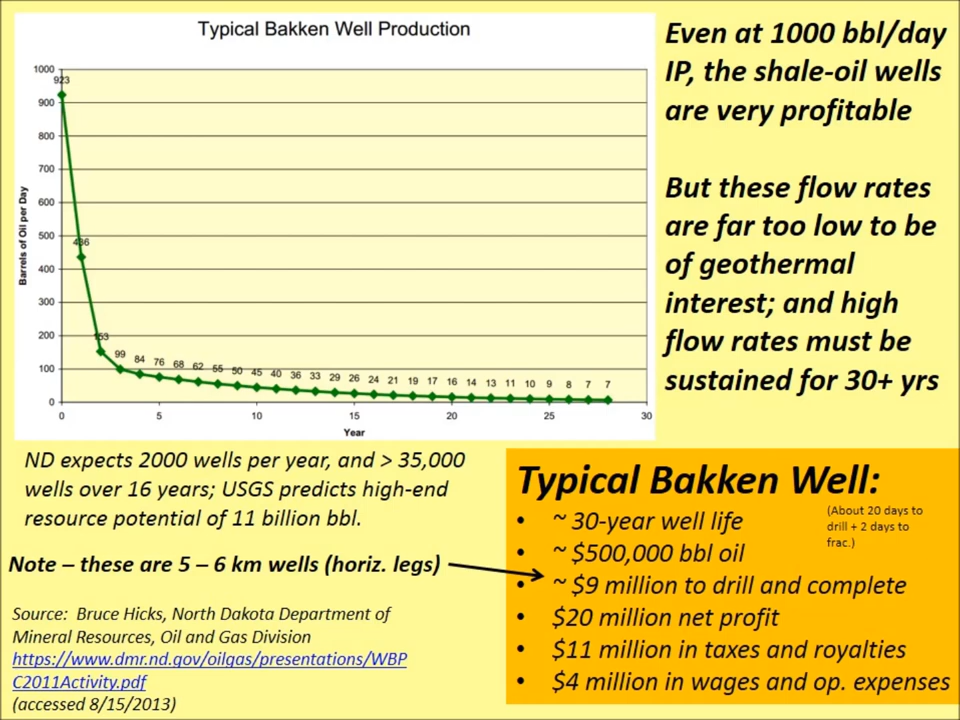 Typical Bakken Well Production
Barrels of Oil per Day
1000
900
800
700
600
500
400
300
200
100
0
923
436
153
99 84 76 68 62 55 50 45 40 36 33 29 26 24 21 19 17 16 14 13 11 10 9 8 7 7
0 5 10 15 20 25 30
Year
Even at 1000 bbl/day
IP, the shale-oil wells
are very profitable
But these flow rates
are far too low to be
of geothermal
interest; and high
flow rates must be
sustained for 30+ yrs
ND expects 2000 wells per year, and > 35,000
wells over 16 years; USGS predicts high-end
resource potential of 11 billion bbl.
Note – these are 5 – 6 km wells (horiz. legs)
Source: Bruce Hicks, North Dakota Department of
Mineral Resources, Oil and Gas Division
https://www.dmr.nd.gov/oilgas/presentations/WBP
C2011Activity.pdf
(accessed 8/15/2013)
Typical Bakken Well:
• ~ 30-year well life
• ~ $500,000 bbl oil
• ~ $9 million to drill and complete
• $20 million net profit
• $11 million in taxes and royalties
• $4 million in wages and op. expenses
(About 20 days to
drill + 2 days to
frac.)